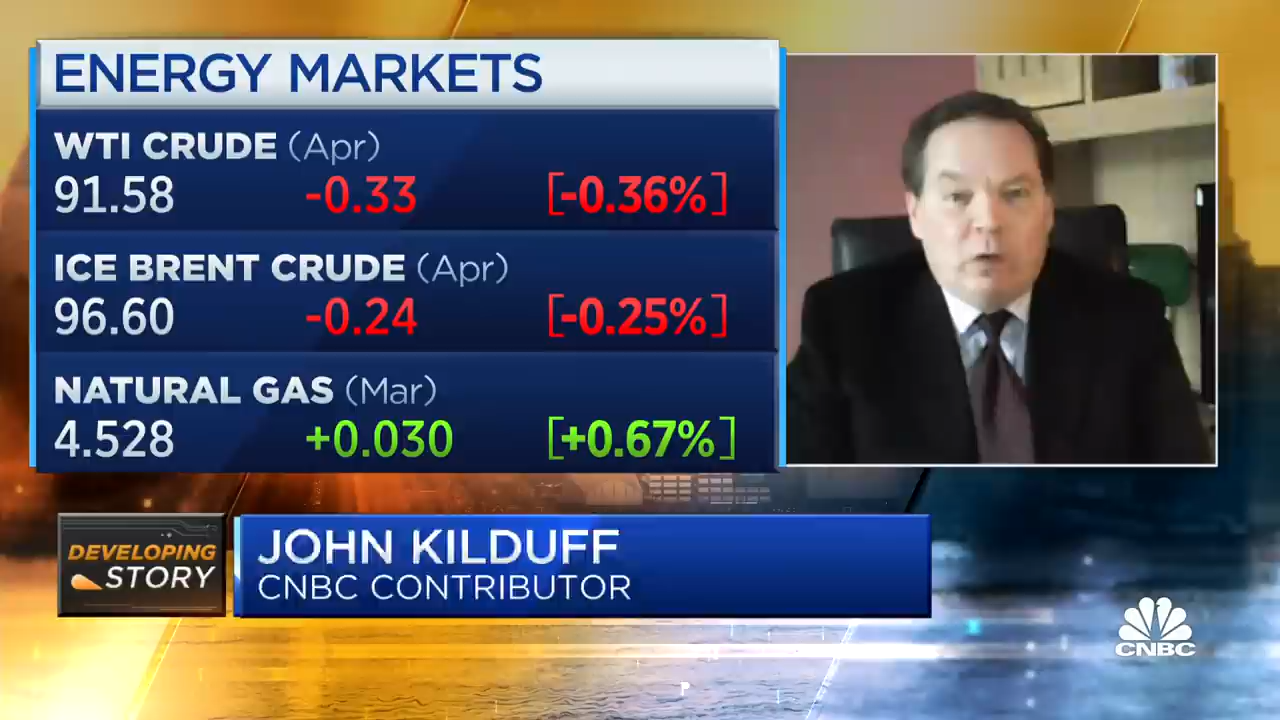 ENERGY MARKETS
WTI CRUDE (Apr)
91.58 -0.33 [-0.36%]
ICE BRENT CRUDE (Apr)
96.60 -0.24 [-0.25%]
NATURAL GAS (Mar)
4.528 +0.030 [+0.67%]
DEVELOPING
STORY
JOHN KILDUFF
CNBC CONTRIBUTOR
CNBC
P